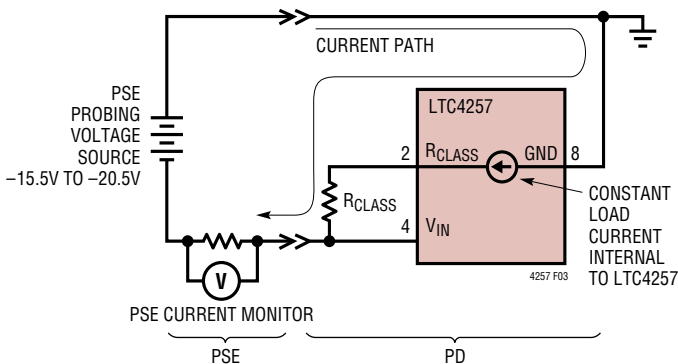 CURRENT PATH
PSE
PROBING
VOLTAGE
SOURCE
–15.5V TO –20.5V
LTC4257
2
RCLASS
GND
8
RCLASS
4
VIN
CONSTANT
LOAD
CURRENT
INTERNAL
TO LTC4257
4257 F03
V
PSE CURRENT MONITOR
PSE
PD